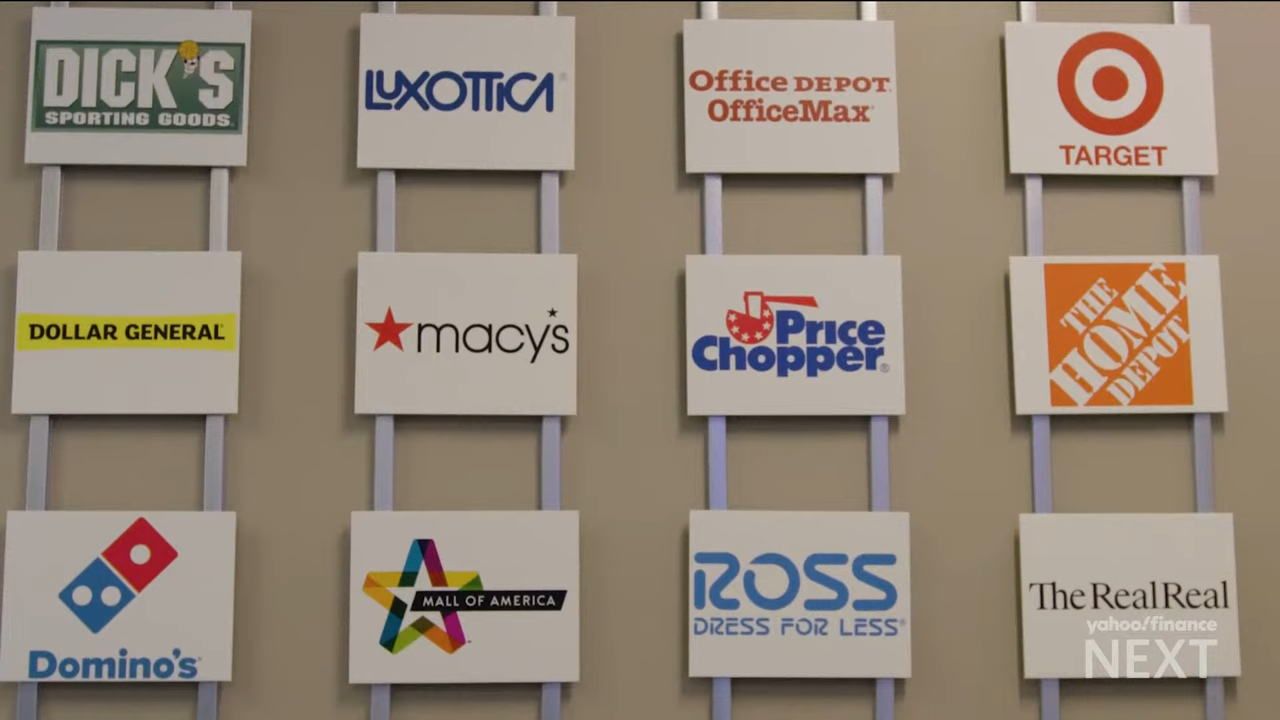 DICK'S
SPORTING GOODS
LUXOTTICA
Office DEPOT
OfficeMax
TARGET
DOLLAR GENERAL
macy's
Price
Chopper
THE
HOME
DEPOT
Domino's
MALL OF AMERICA
ROSS
DRESS FOR LESS
The RealReal
yahoo!finance
NEXT